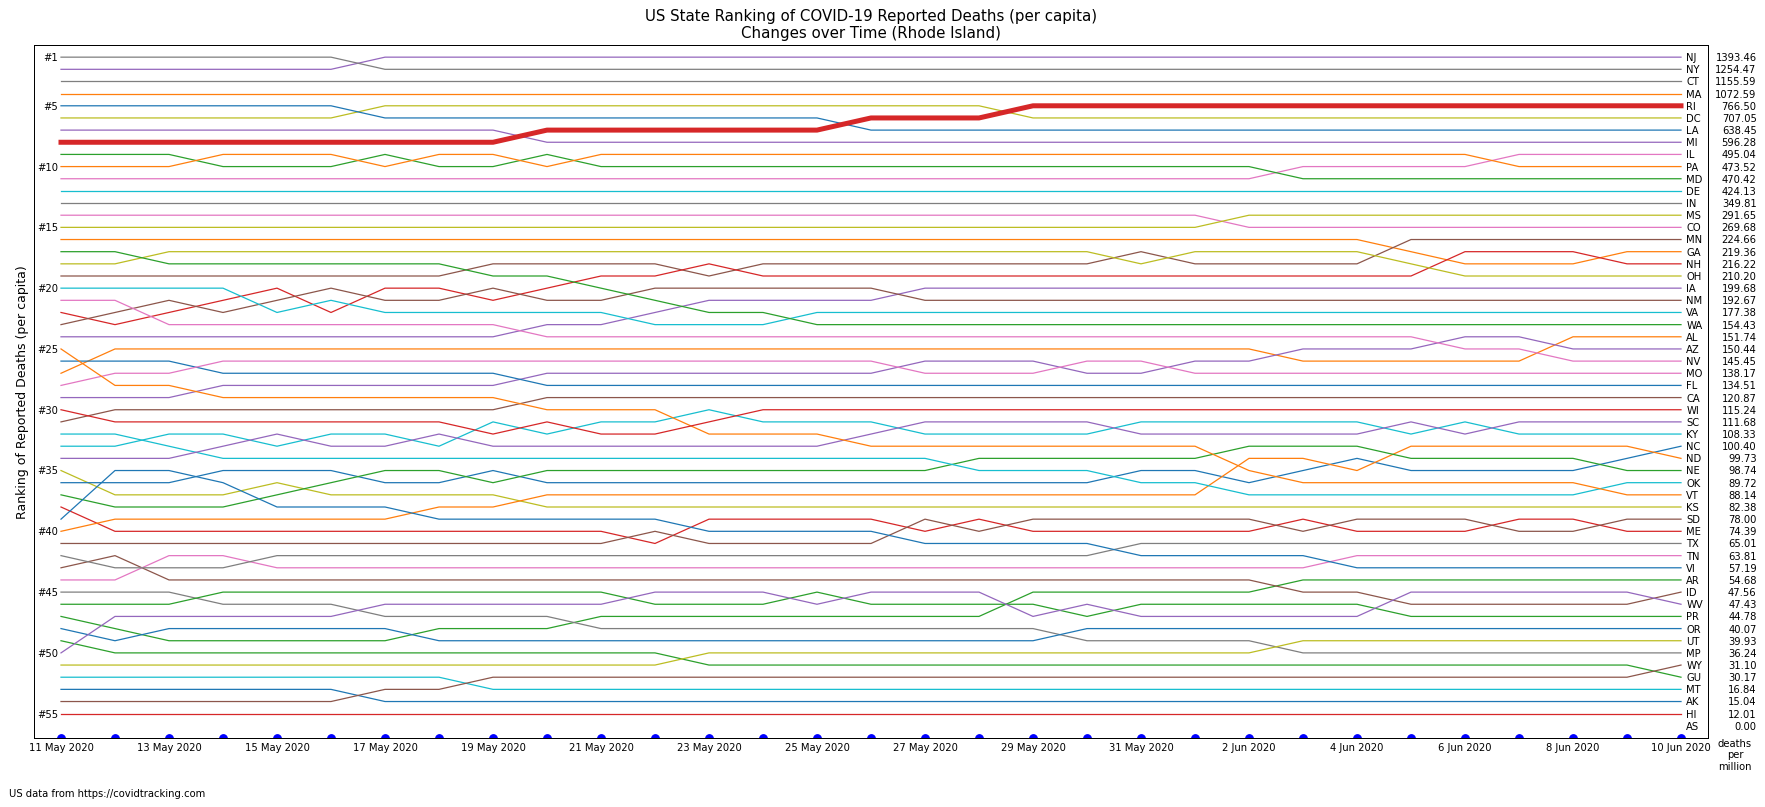 US State Ranking of COVID-19 Reported Deaths (per capita)
Changes over Time (Rhode Island)
Ranking of Reported Deaths (per capita)
#1
#5
#10
#15
#20
#25
#30
#35
#40
#45
#50
#55
NJ 1393.46
NY 1254.47
CT 1155.59
MA 1072.59
RI 766.50
DC 707.05
LA 638.45
MI 596.28
IL 495.04
PA 473.52
MD 470.42
DE 424.13
IN 349.81
MS 291.65
CO 269.68
MN 224.66
GA 219.36
NH 216.22
OH 210.20
IA 199.68
NM 192.67
VA 177.38
WA 154.43
AL 151.74
AZ 150.44
NV 145.45
MO 138.17
FL 134.51
CA 120.87
WI 115.24
SC 111.68
KY 108.33
NC 100.40
ND 99.73
NE 98.74
OK 89.72
VT 88.14
KS 82.38
SD 78.00
ME 74.39
TX 65.01
TN 63.81
VI 57.19
AR 54.68
ID 47.56
WV 47.43
PR 44.78
OR 40.07
UT 39.93
MP 36.24
WY 31.10
GU 30.17
MT 16.84
AK 15.04
HI 12.01
AS 0.00
11 May 2020 13 May 2020 15 May 2020 17 May 2020 19 May 2020 21 May 2020 23 May 2020 25 May 2020 27 May 2020 29 May 2020 31 May 2020 2 Jun 2020 4 Jun 2020 6 Jun 2020 8 Jun 2020 10 Jun 2020
deaths
per
million
US data from https://covidtracking.com